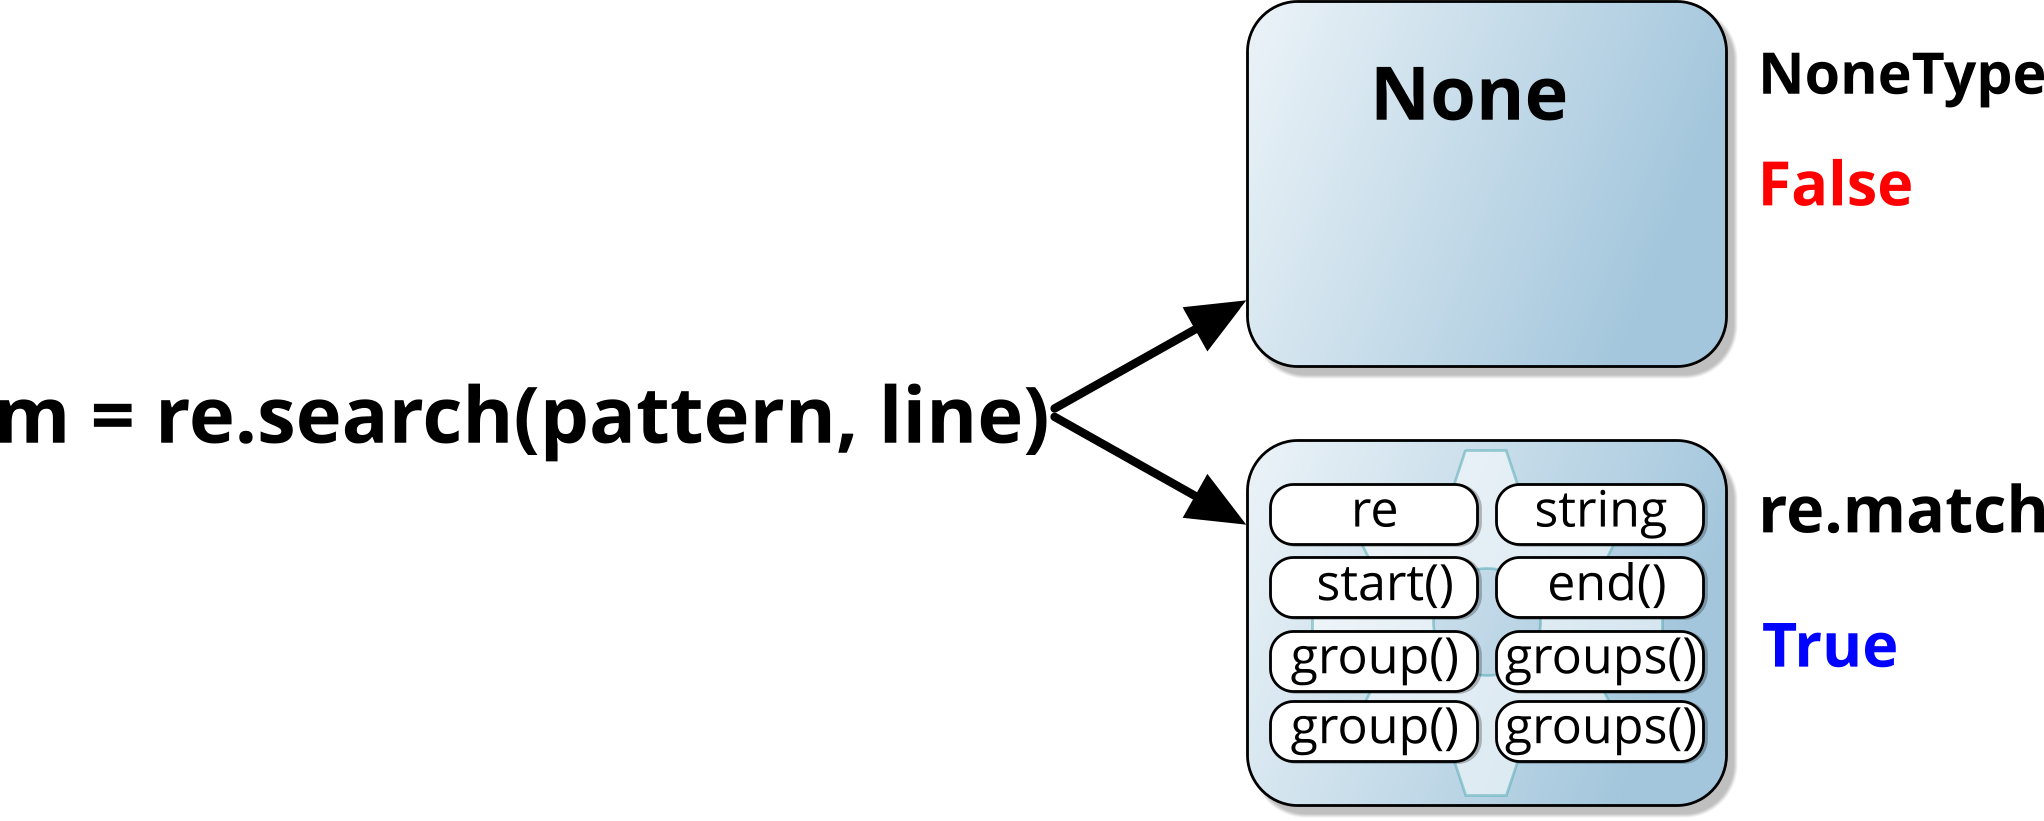 None
NoneType
False
m = re.search(pattern, line)
re string
start() end()
group() groups()
group() groups()
re.match
True